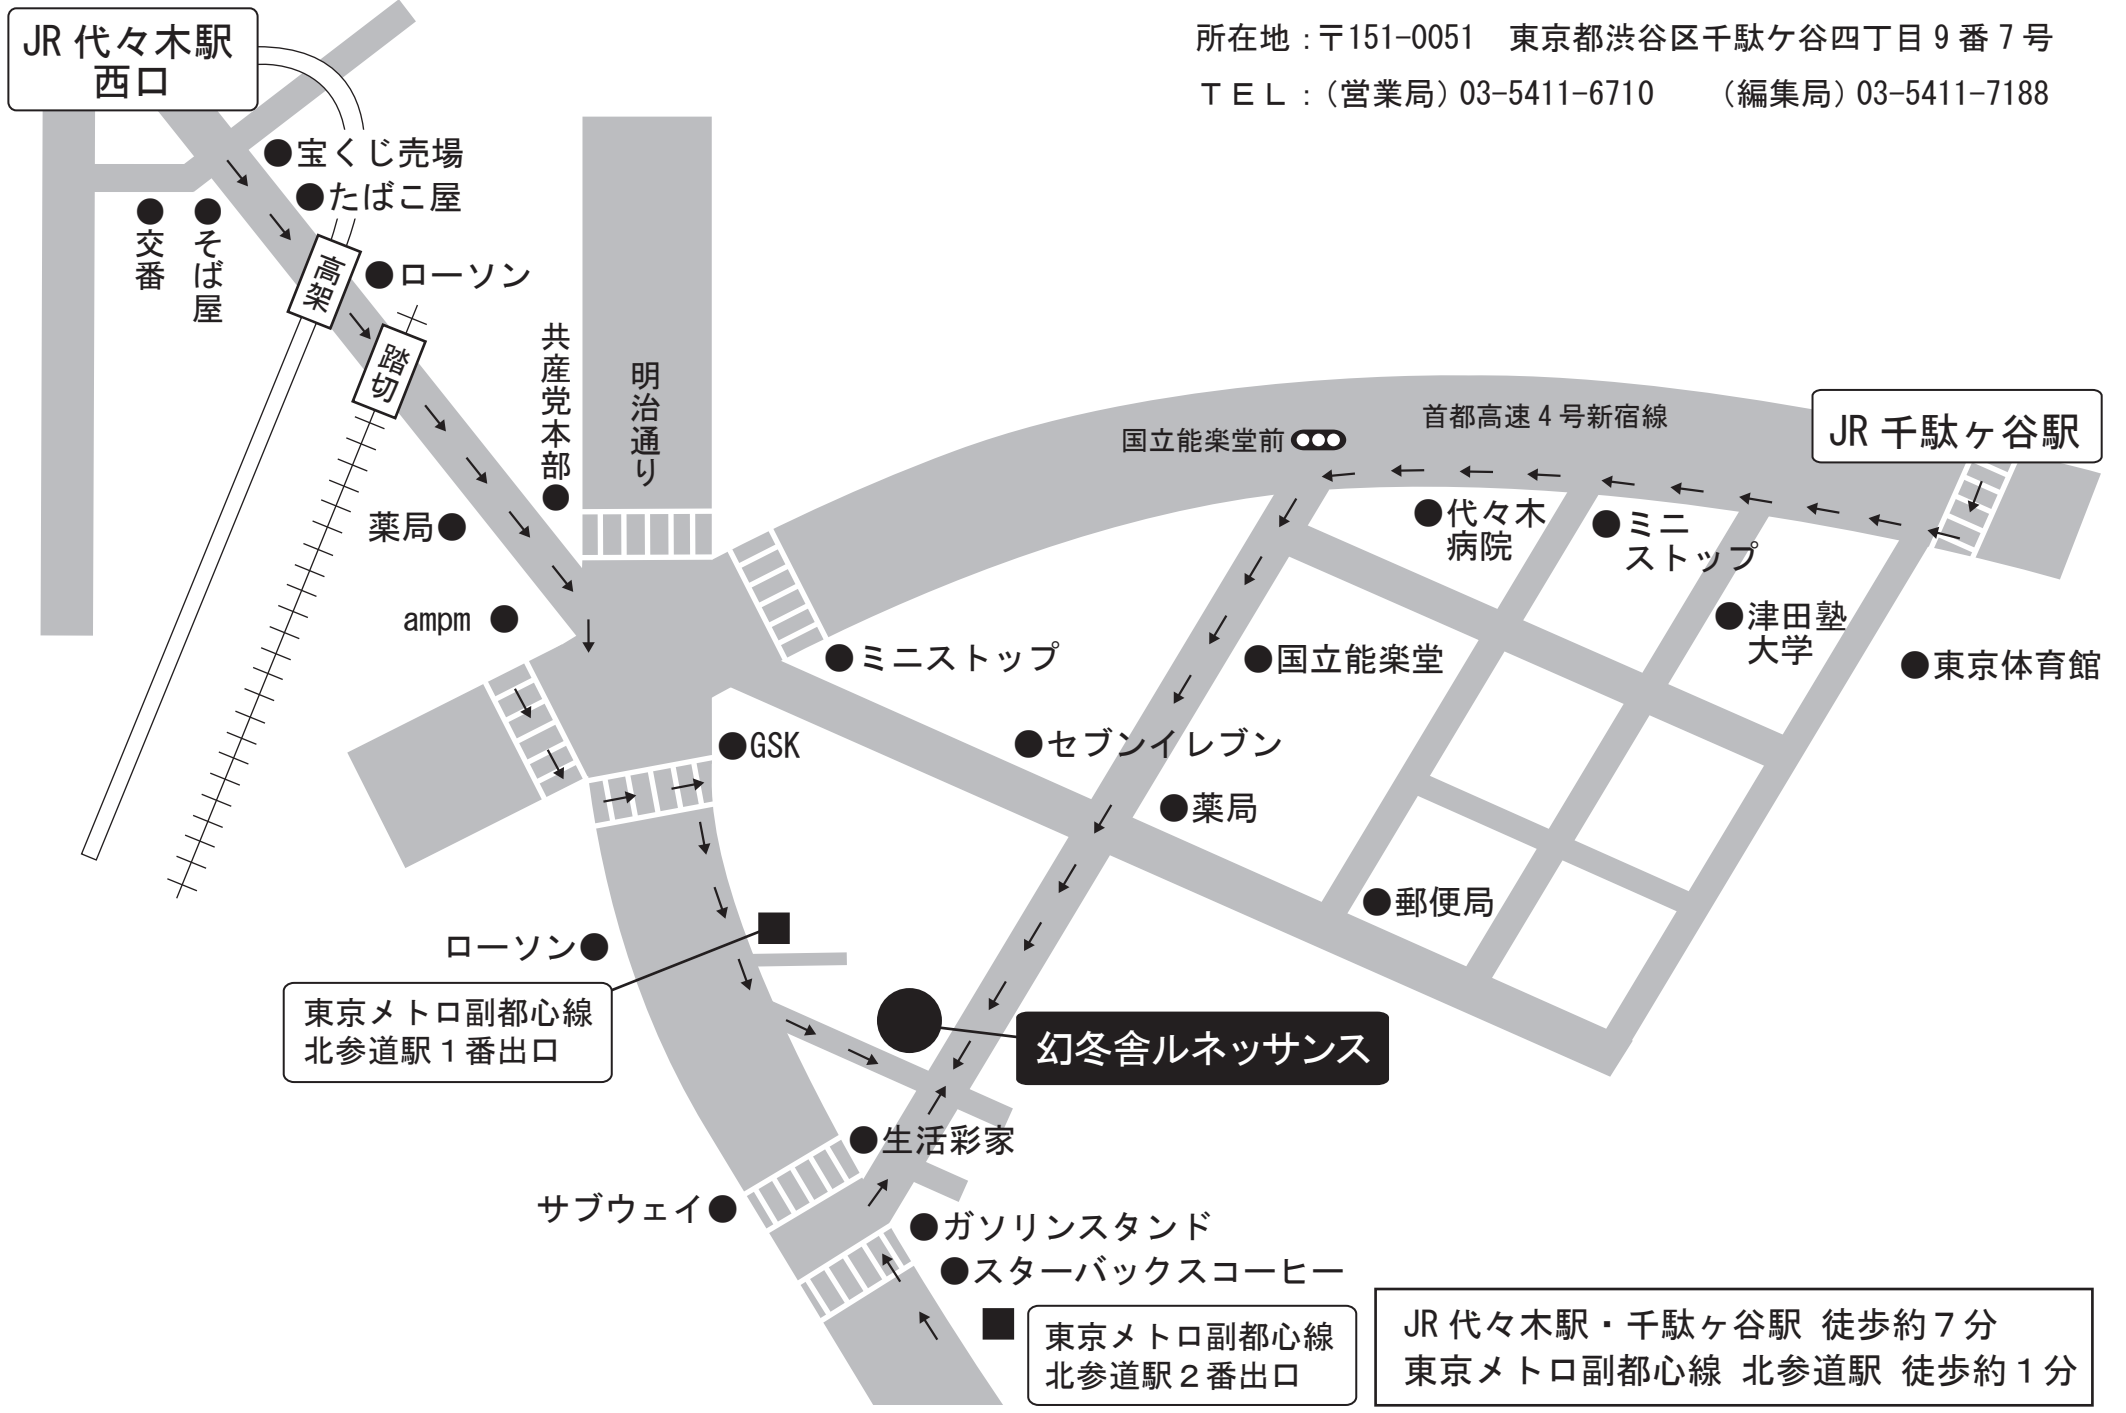 JR 代々木駅
西口
所在地：〒151-0051　東京都渋谷区千駄ケ谷四丁目９番７号
ＴＥＬ：（営業局）03-5411-6710　（編集局）03-5411-7188
宝くじ売場
たばこ屋
交番
そば屋
高架
ローソン
踏切
共産党本部
明治通り
薬局
ampm
国立能楽堂前
首都高速４号新宿線
JR 千駄ヶ谷駅
代々木
病院
ミニ
ストップ
津田塾
大学
東京体育館
ミニストップ
国立能楽堂
GSK
セブンイレブン
薬局
郵便局
ローソン
東京メトロ副都心線
北参道駅１番出口
幻冬舎ルネッサンス
生活彩家
サブウェイ
ガソリンスタンド
スターバックスコーヒー
東京メトロ副都心線
北参道駅２番出口
JR 代々木駅・千駄ヶ谷駅 徒歩約７分
東京メトロ副都心線 北参道駅 徒歩約１分